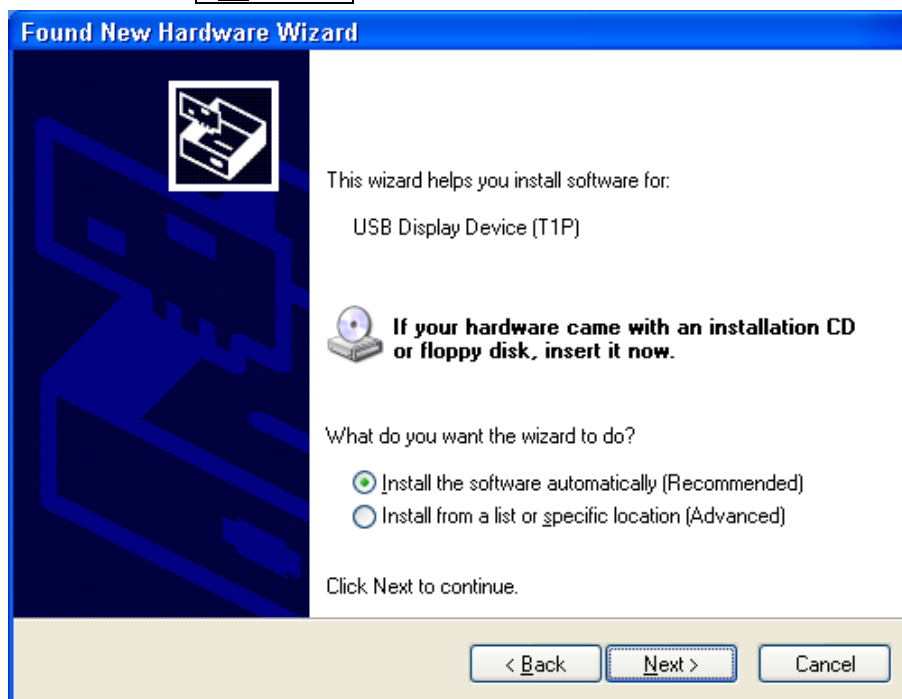 Found New Hardware Wizard
This wizard helps you install software for:
USB Display Device (T1P)
If your hardware came with an installation CD
or floppy disk, insert it now.
What do you want the wizard to do?
Install the software automatically (Recommended)
Install from a list or specific location (Advanced)
Click Next to continue.
< Back Next > Cancel